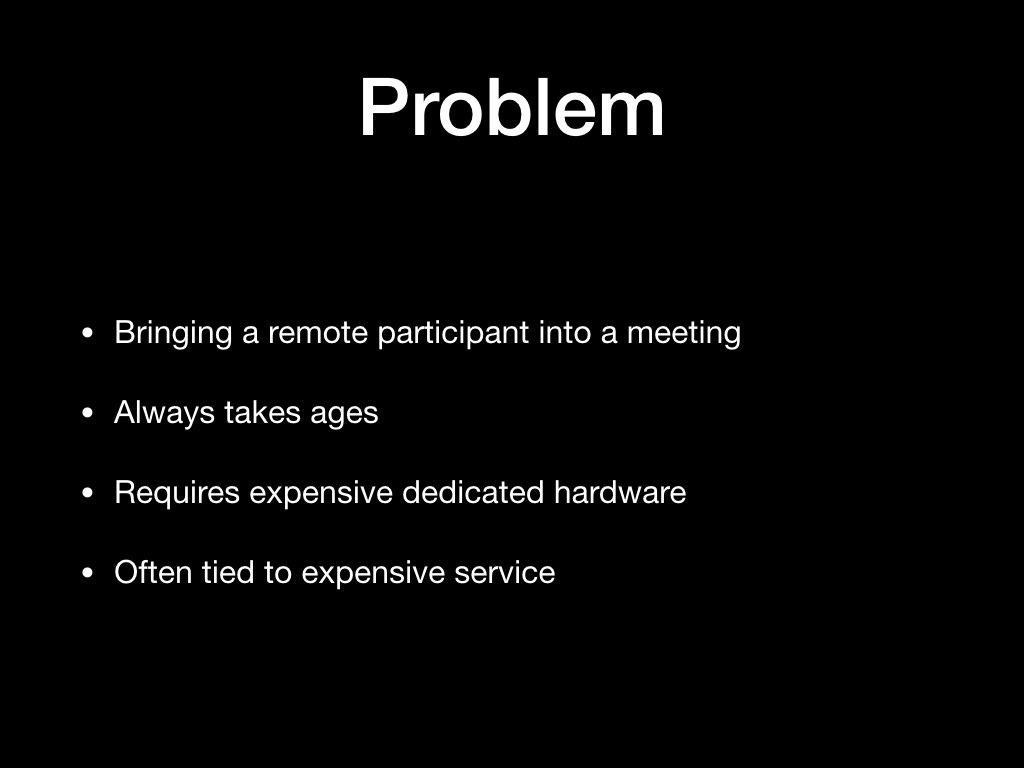 Problem
• Bringing a remote participant into a meeting
• Always takes ages
• Requires expensive dedicated hardware
• Often tied to expensive service